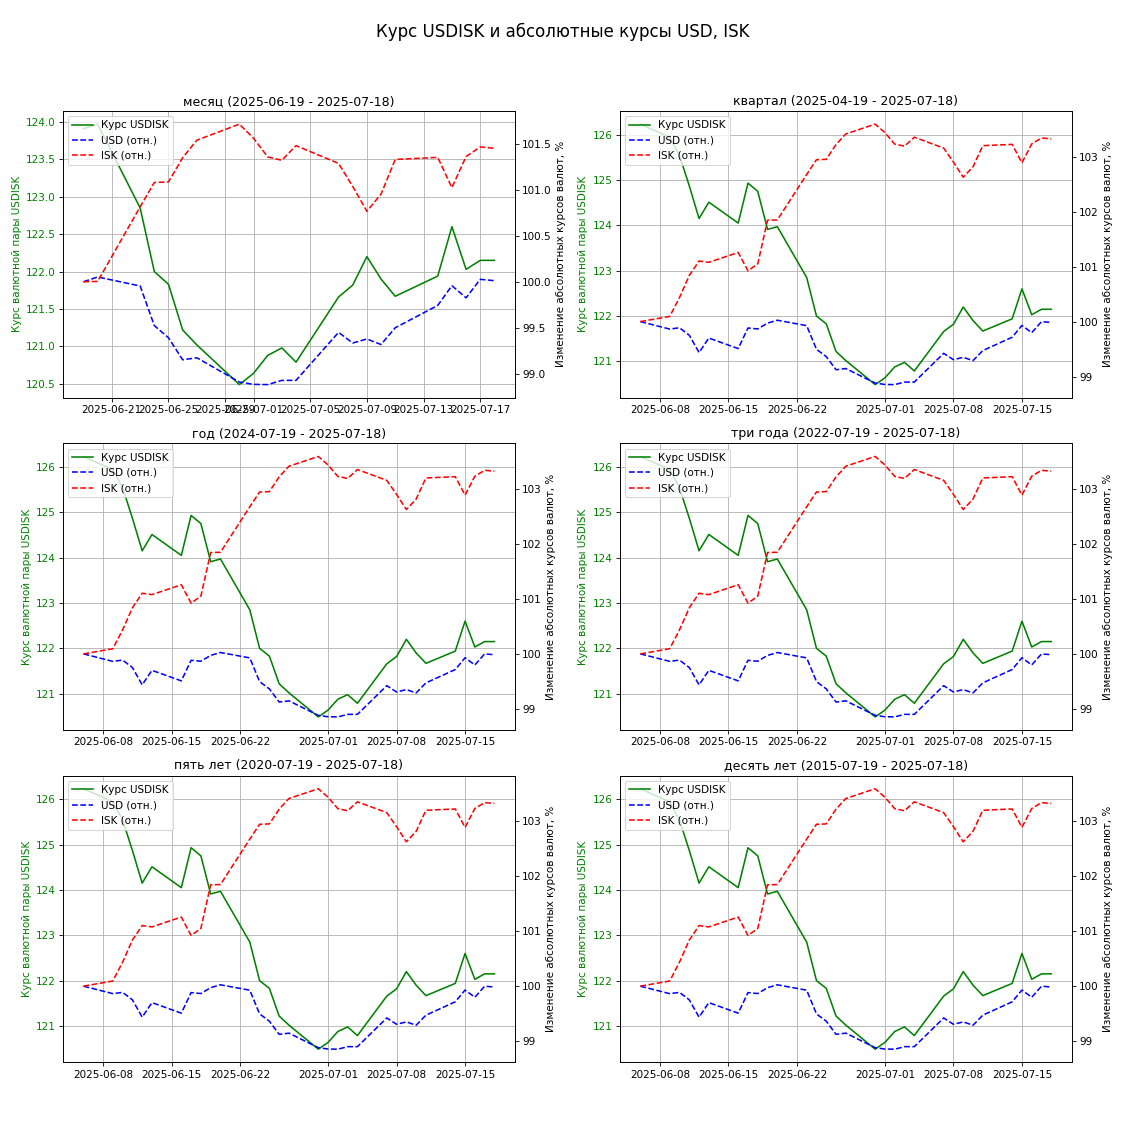 Курс USDISK и абсолютные курсы USD, ISK
месяц (2025-06-19 - 2025-07-18)
Курс USDISK
USD (отн.)
ISK (отн.)
Курс валютной пары USDISK
124.0
123.5
123.0
122.5
122.0
121.5
121.0
120.5
101.5
101.0
100.5
100.0
99.5
99.0
Изменение абсолютных курсов валют, %
2025-06-21
2025-06-25
2025-06-29
2025-07-01
2025-07-05
2025-07-09
2025-07-13
2025-07-17
квартал (2025-04-19 - 2025-07-18)
Курс USDISK
USD (отн.)
ISK (отн.)
Курс валютной пары USDISK
126
125
124
123
122
121
103
102
101
100
99
Изменение абсолютных курсов валют, %
2025-06-08 2025-06-15 2025-06-22 2025-07-01 2025-07-08 2025-07-15
год (2024-07-19 - 2025-07-18)
Курс USDISK
USD (отн.)
ISK (отн.)
Курс валютной пары USDISK
126
125
124
123
122
121
103
102
101
100
99
Изменение абсолютных курсов валют, %
2025-06-08 2025-06-15 2025-06-22 2025-07-01 2025-07-08 2025-07-15
три года (2022-07-19 - 2025-07-18)
Курс USDISK
USD (отн.)
ISK (отн.)
Курс валютной пары USDISK
126
125
124
123
122
121
103
102
101
100
99
Изменение абсолютных курсов валют, %
2025-06-08 2025-06-15 2025-06-22 2025-07-01 2025-07-08 2025-07-15
пять лет (2020-07-19 - 2025-07-18)
Курс USDISK
USD (отн.)
ISK (отн.)
Курс валютной пары USDISK
126
125
124
123
122
121
103
102
101
100
99
Изменение абсолютных курсов валют, %
2025-06-08 2025-06-15 2025-06-22 2025-07-01 2025-07-08 2025-07-15
десять лет (2015-07-19 - 2025-07-18)
Курс USDISK
USD (отн.)
ISK (отн.)
Курс валютной пары USDISK
126
125
124
123
122
121
103
102
101
100
99
Изменение абсолютных курсов валют, %
2025-06-08 2025-06-15 2025-06-22 2025-07-01 2025-07-08 2025-07-15